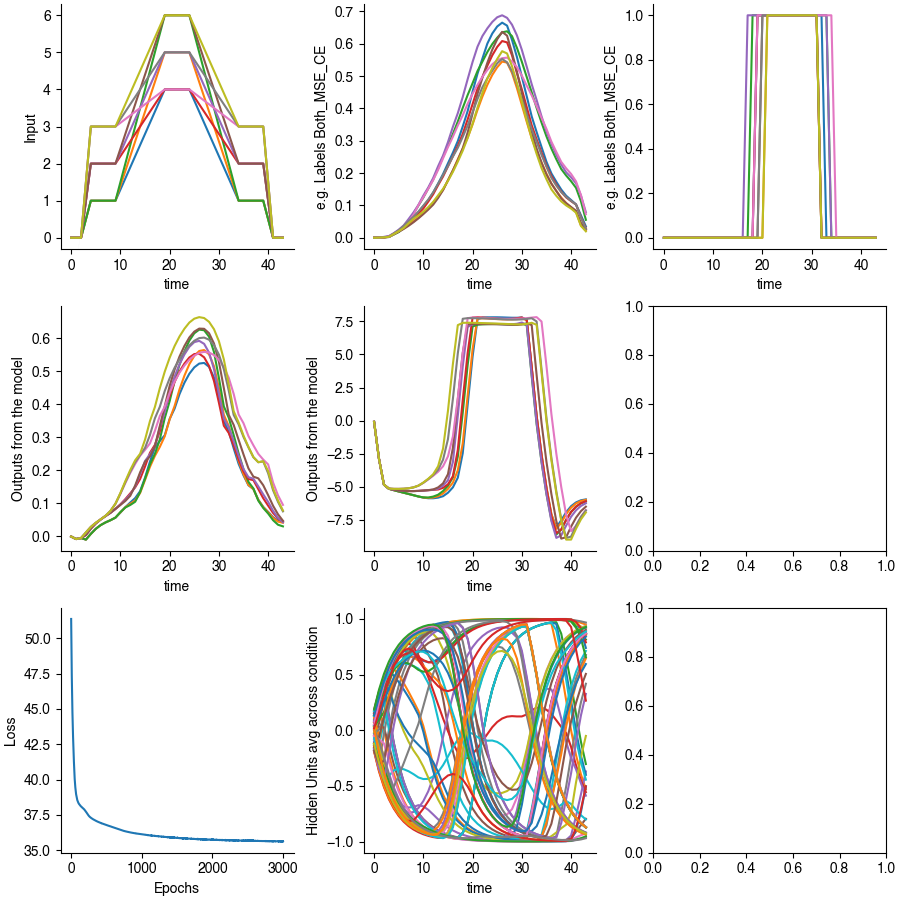 6
5
4
3
2
1
0
Input
0 10 20 30 40
time
0.7
0.6
0.5
0.4
0.3
0.2
0.1
0.0
e.g. Labels Both_MSE_CE
0 10 20 30 40
time
1.0
0.8
0.6
0.4
0.2
0.0
e.g. Labels Both_MSE_CE
0 20 40
time
0.6
0.5
0.4
0.3
0.2
0.1
0.0
Outputs from the model
0 10 20 30 40
time
7.5
5.0
2.5
0.0
−2.5
−5.0
−7.5
Outputs from the model
0 10 20 30 40
time
1.0
0.8
0.6
0.4
0.2
0.0
0.0 0.2 0.4 0.6 0.8 1.0
50.0
47.5
45.0
42.5
40.0
37.5
35.0
Loss
0 1000 2000 3000
Epochs
1.0
0.5
0.0
−0.5
−1.0
Hidden Units avg across condition
0 10 20 30 40
time
1.0
0.8
0.6
0.4
0.2
0.0
0.0 0.2 0.4 0.6 0.8 1.0